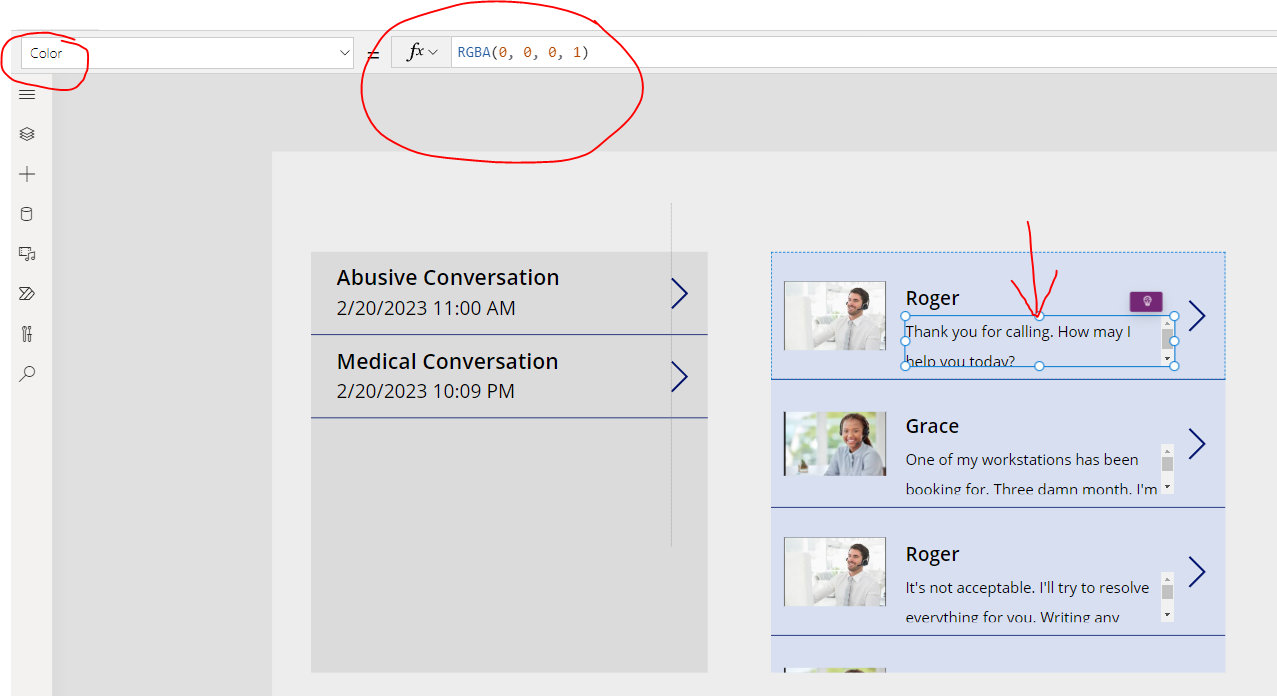 Color
= fx RGBA(0, 0, 0, 1)
Abusive Conversation
2/20/2023 11:00 AM
Medical Conversation
2/20/2023 10:09 PM
Roger
Thank you for calling. How may I
help you today?
Grace
One of my workstations has been
booking for. Three damn month. I'm
Roger
It's not acceptable. I'll try to resolve
everything for you. Writing any